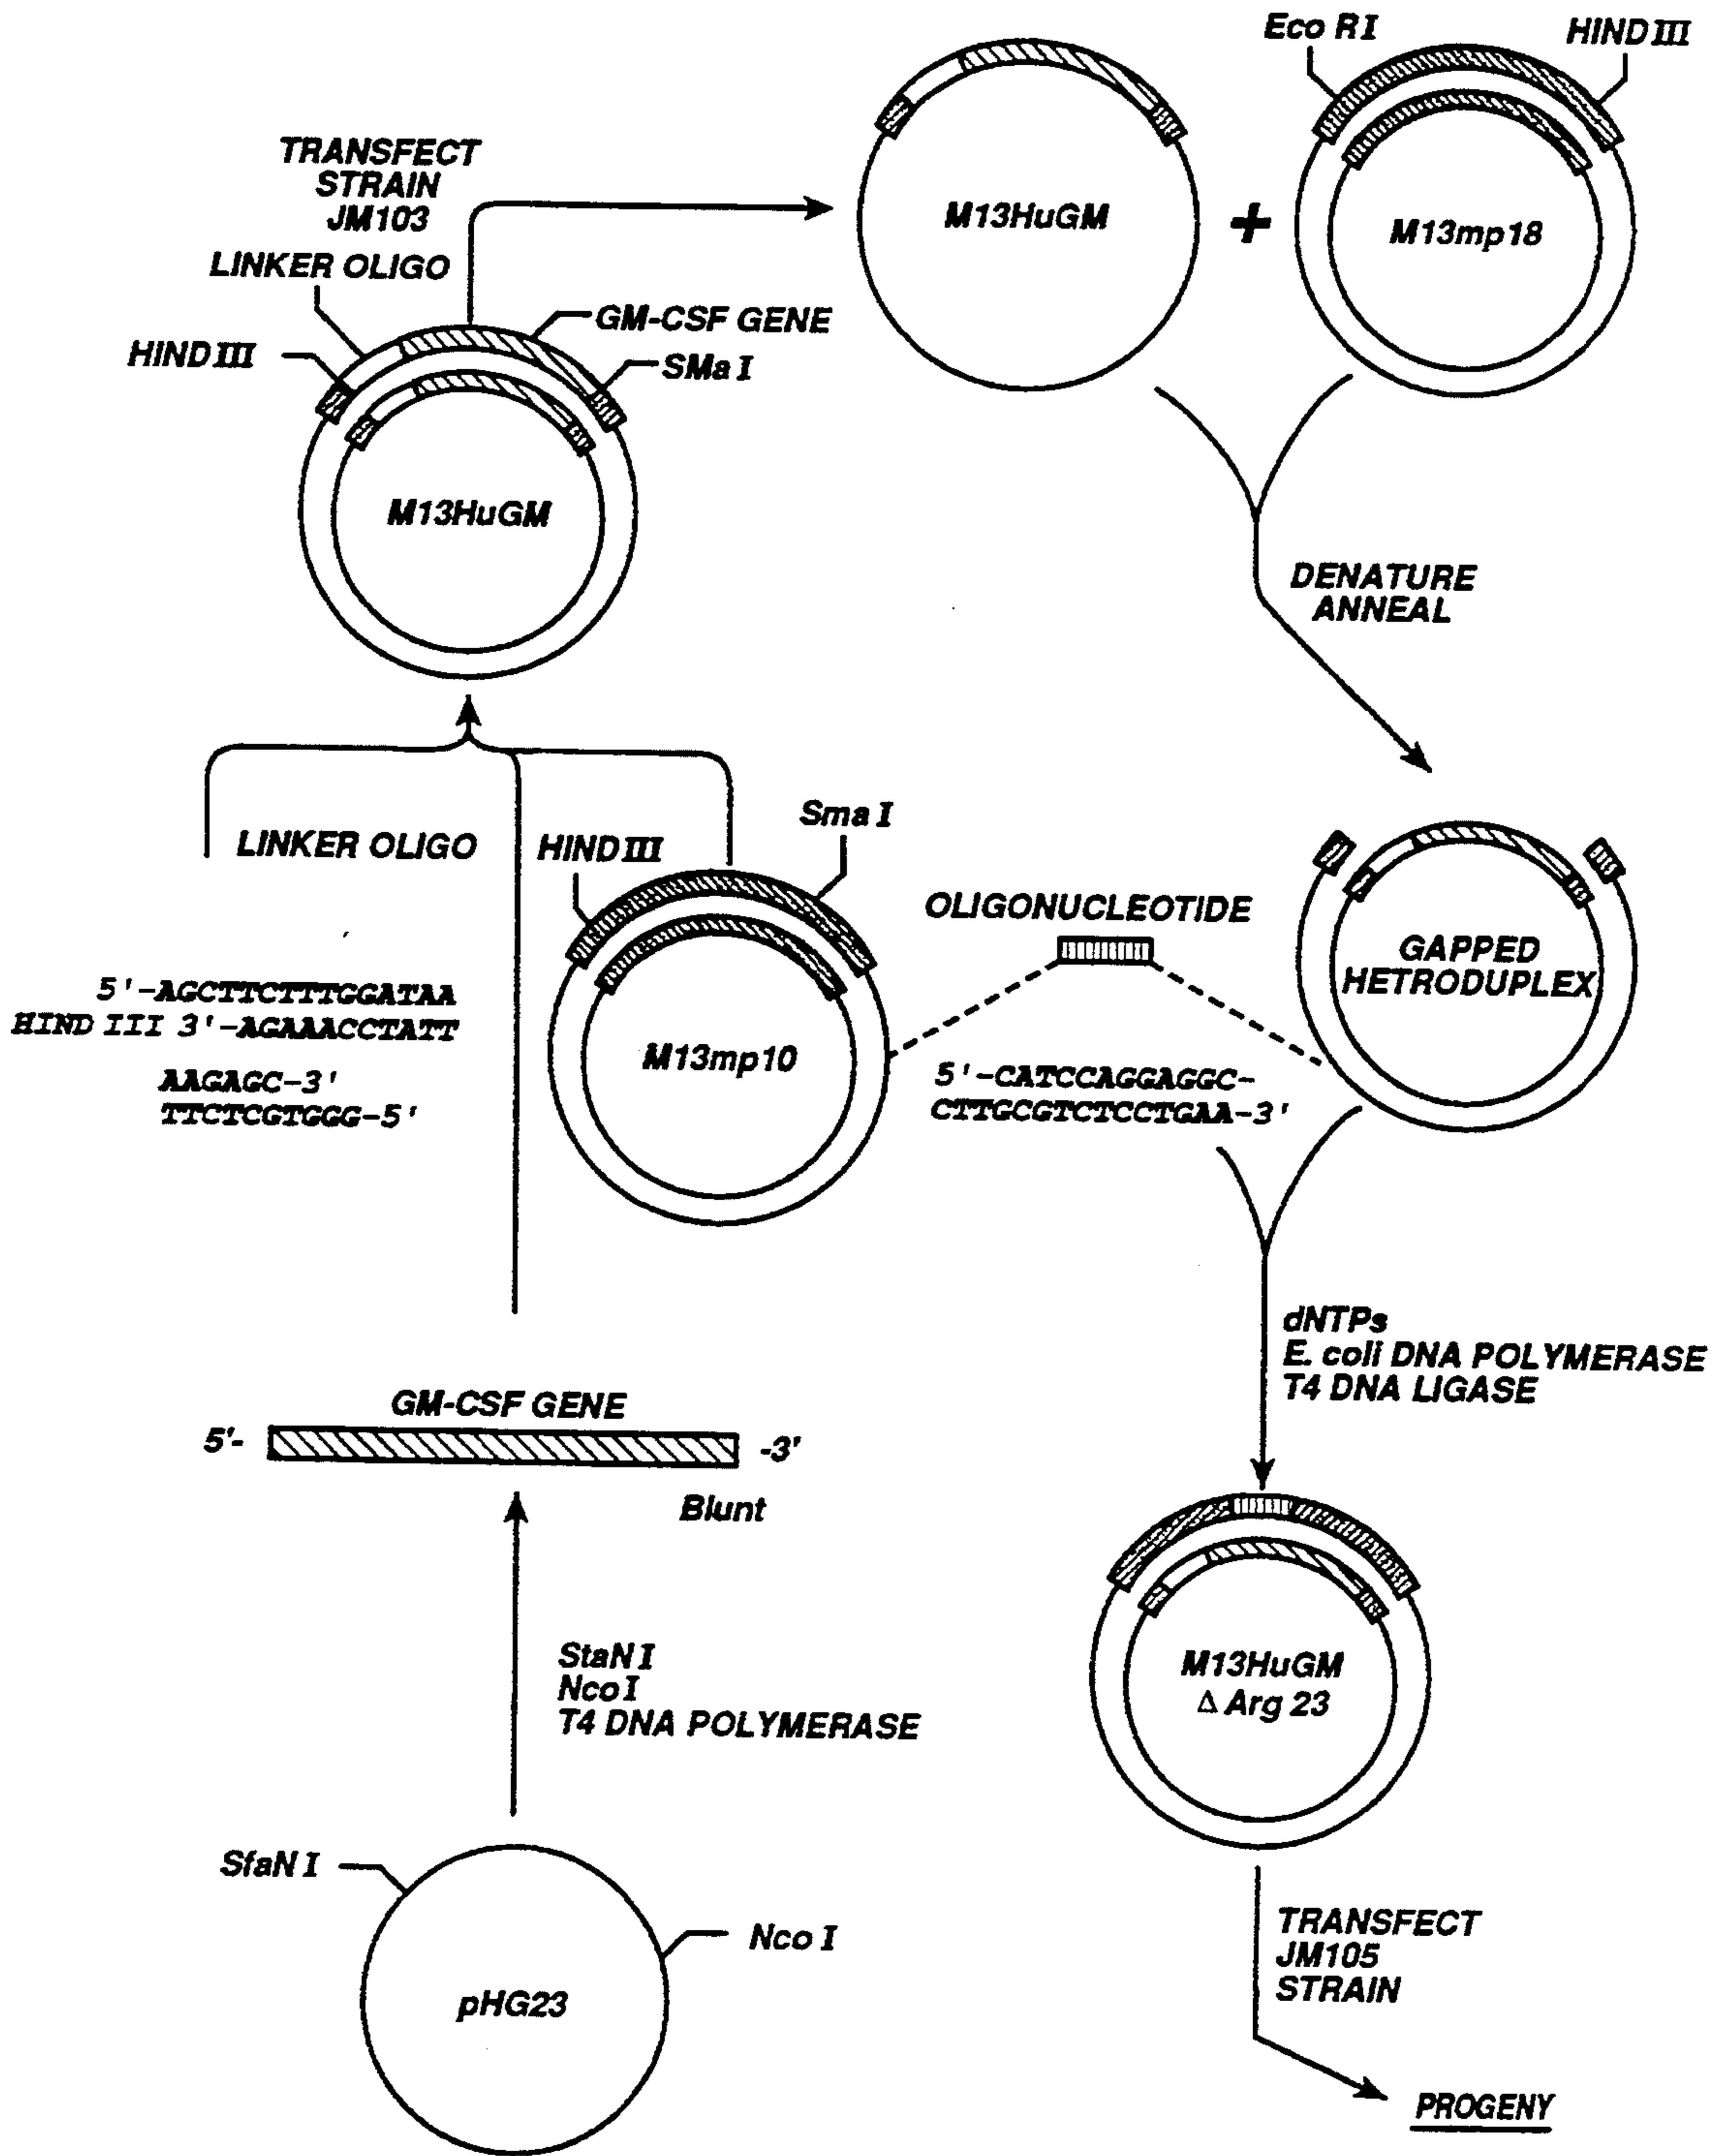 Eco RI
HIND III
TRANSFECT
STRAIN
JM103
LINKER OLIGO
GM-CSF GENE
HIND III
SMa I
M13HuGM
M13HuGM
+
M13mp18
DENATURE
ANNEAL
LINKER OLIGO
HIND III
Sma I
5'-AGCTTCTTTGGATAA
HIND III 3'-AGAAACCTATT
AAGAGC-3'
TTCTCGTGGG-5'
M13mp10
OLIGONUCLEOTIDE
5'-CATCCAGGAGGC-
CTTGCGTCTCCTGAA-3'
GAPPED
HETRODUPLEX
dNTPs
E. coli DNA POLYMERASE
T4 DNA LIGASE
GM-CSF GENE
5'- -3'
Blunt
StaN I
Nco I
T4 DNA POLYMERASE
SfaN I
Nco I
pHG23
M13HuGM
Δ Arg 23
TRANSFECT
JM105
STRAIN
PROGENY